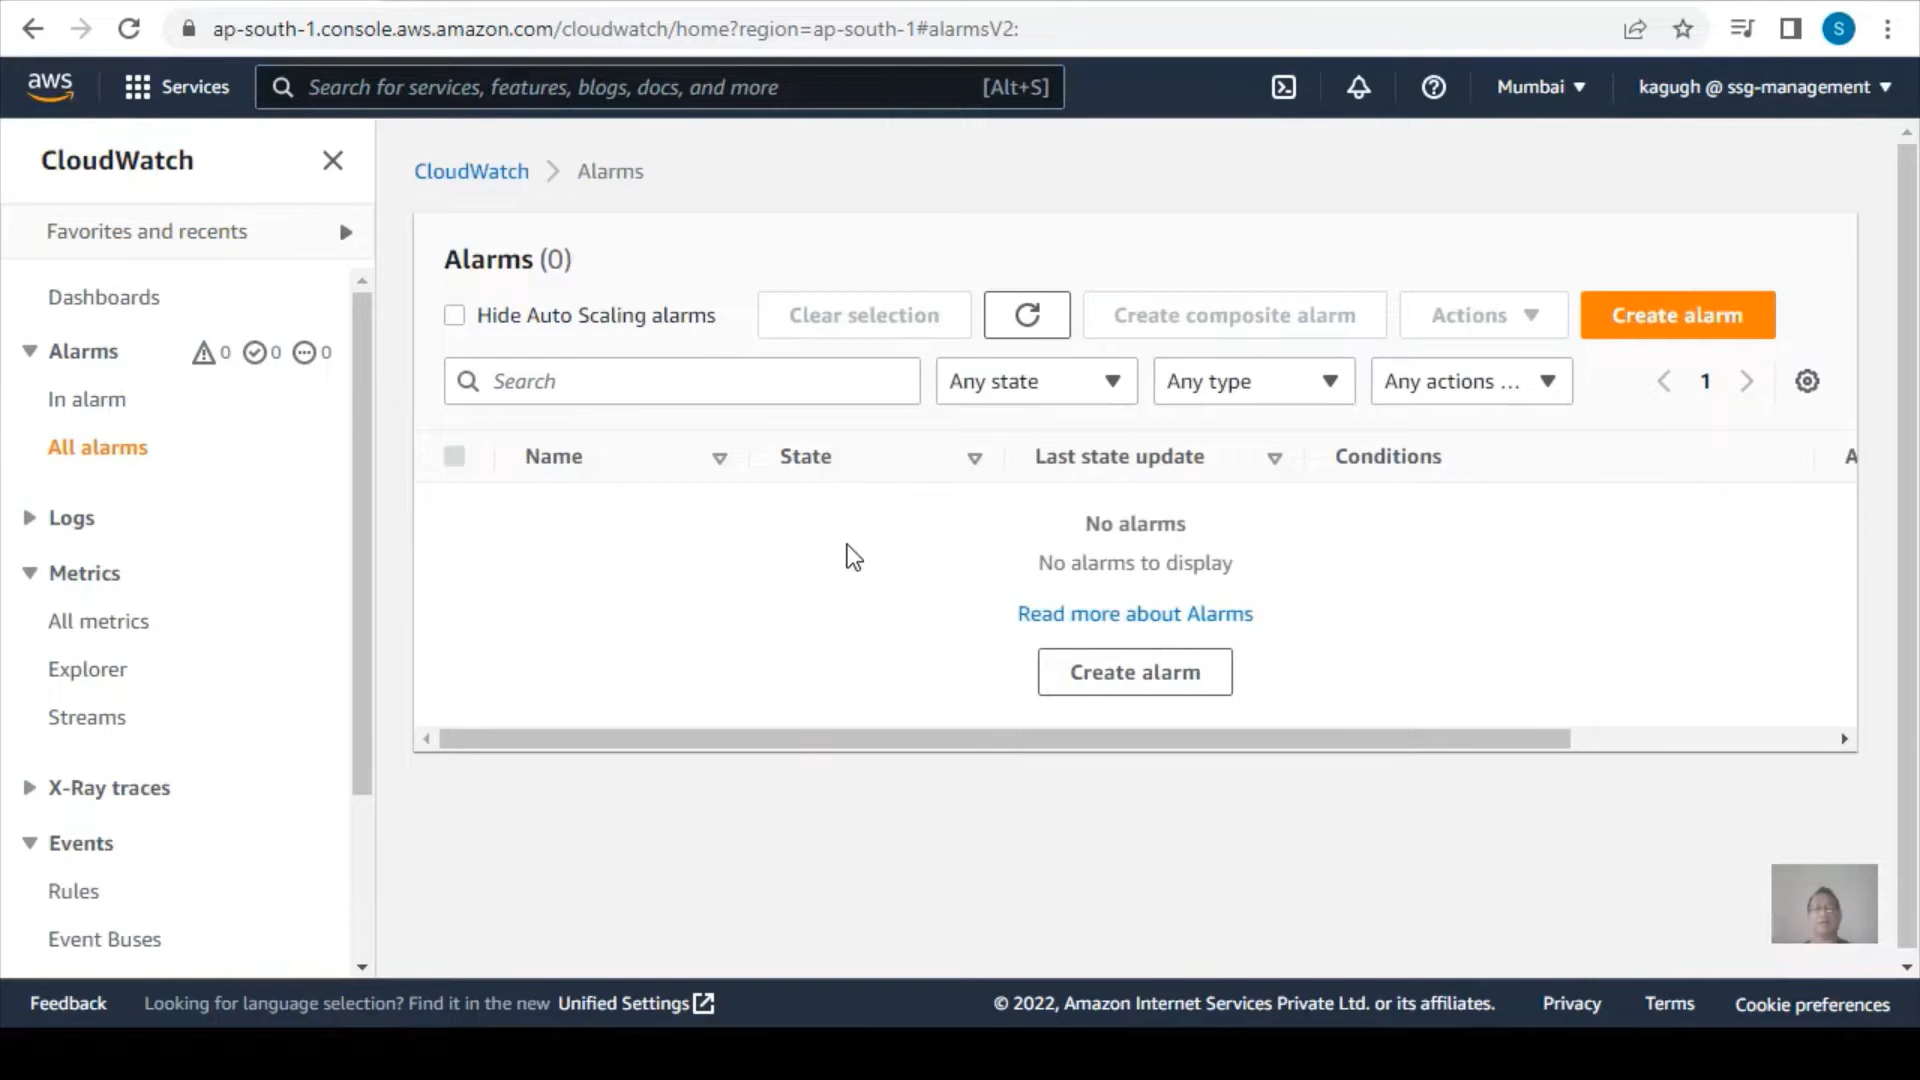 ap-south-1.console.aws.amazon.com/cloudwatch/home?region=ap-south-1#alarmsV2:
S
aws
Services
Search for services, features, blogs, docs, and more
[Alt+S]
Mumbai
kagugh @ ssg-management
CloudWatch
Favorites and recents
Dashboards
Alarms 0 0 0
In alarm
All alarms
Logs
Metrics
All metrics
Explorer
Streams
X-Ray traces
Events
Rules
Event Buses
CloudWatch Alarms
Alarms (0)
Hide Auto Scaling alarms
Clear selection
Create composite alarm
Actions
Create alarm
Search
Any state
Any type
Any actions ...
1
Name
State
Last state update
Conditions
A
No alarms
No alarms to display
Read more about Alarms
Create alarm
Feedback
Looking for language selection? Find it in the new Unified Settings
© 2022, Amazon Internet Services Private Ltd. or its affiliates.
Privacy
Terms
Cookie preferences